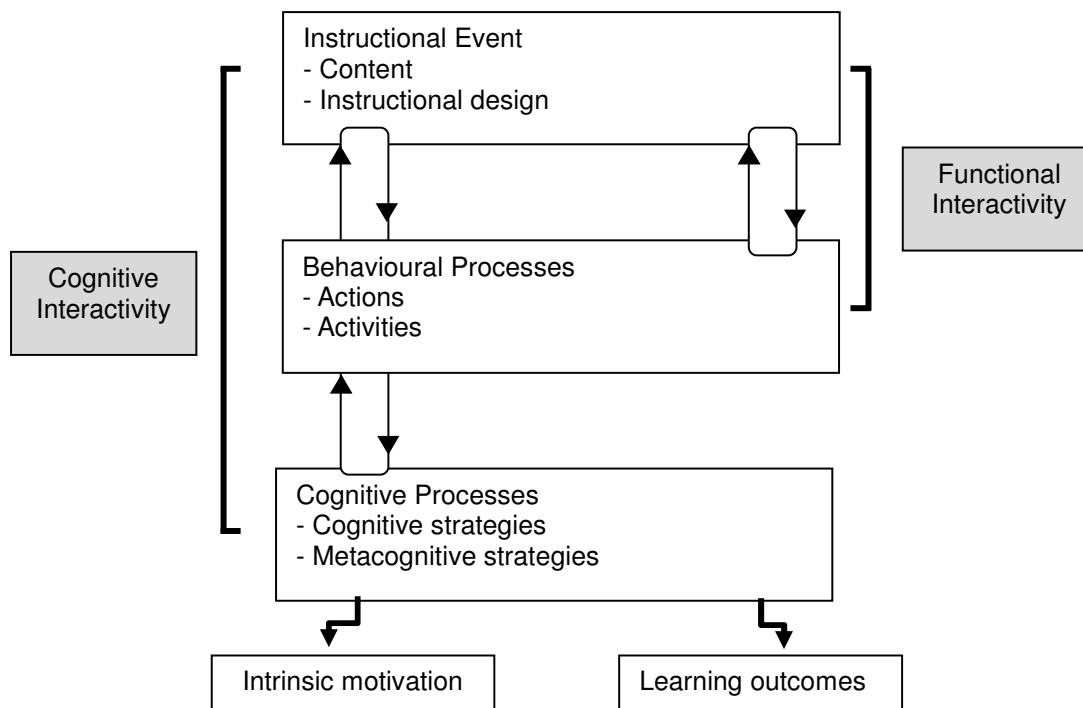 Instructional Event
- Content
- Instructional design
Functional
Interactivity
Cognitive
Interactivity
Behavioural Processes
- Actions
- Activities
Cognitive Processes
- Cognitive strategies
- Metacognitive strategies
Intrinsic motivation
Learning outcomes